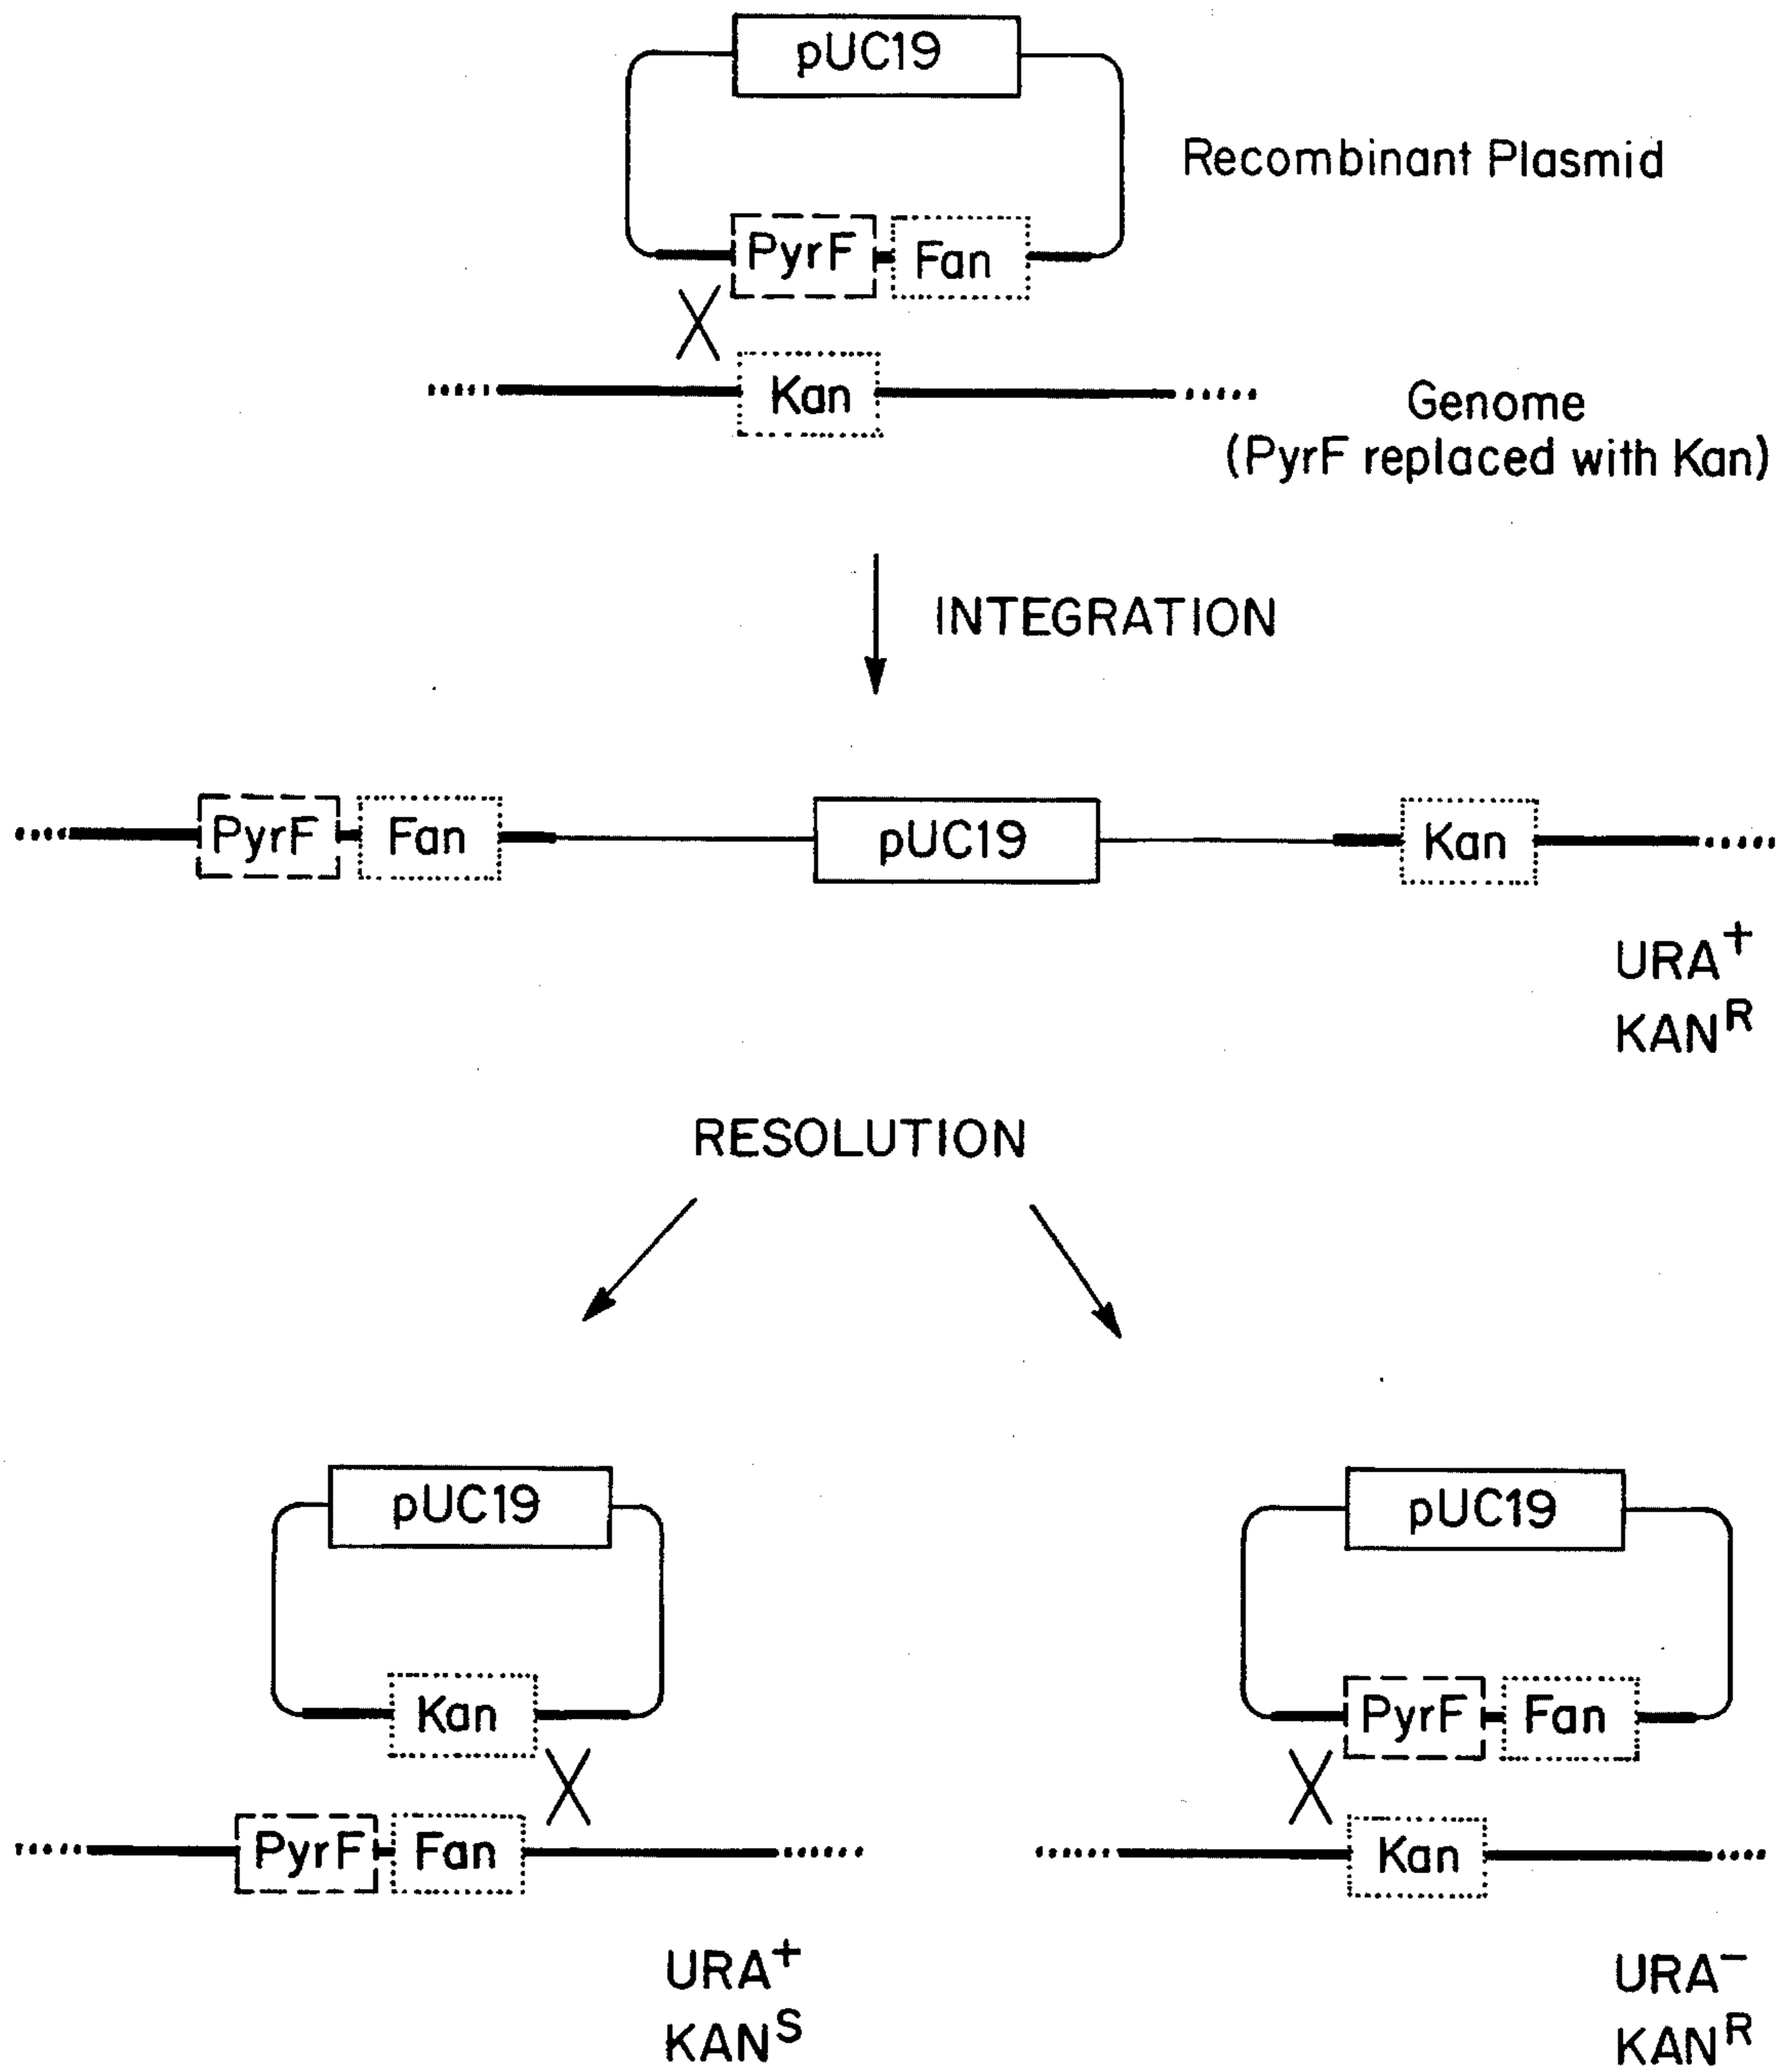 pUC19
Recombinant Plasmid
PyrF
Fan
Kan
Genome
(PyrF replaced with Kan)
INTEGRATION
PyrF
Fan
pUC19
Kan
URA+
KANR
RESOLUTION
pUC19
pUC19
Kan
PyrF
Fan
PyrF
Fan
Kan
URA+
KANS
URA−
KANR